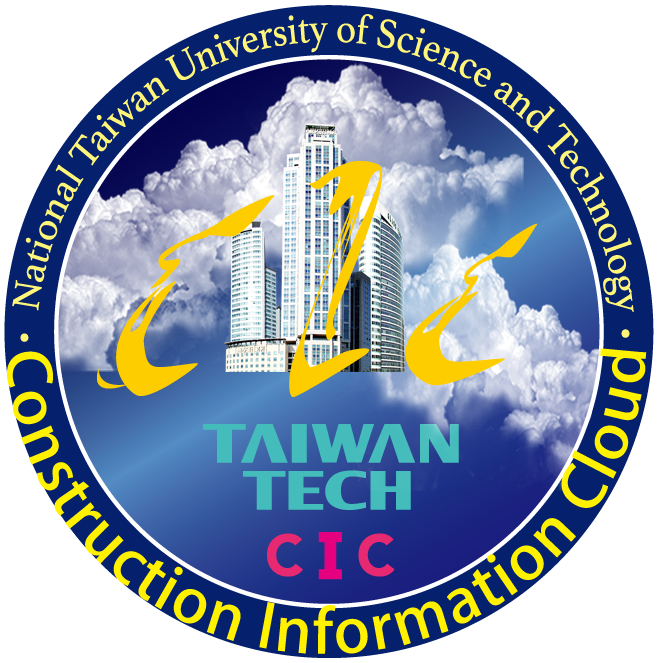 National Taiwan University of Science and Technology
TAIWAN
TECH
CIC
Construction Information Cloud